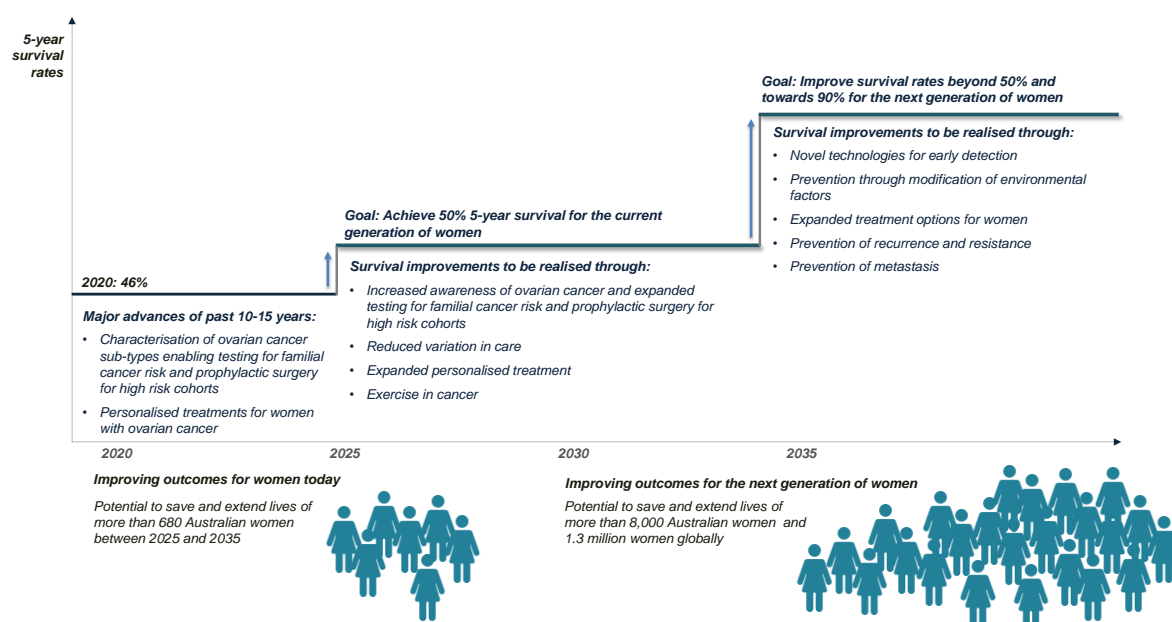 5-year
survival
rates
Goal: Improve survival rates beyond 50% and
towards 90% for the next generation of women
Survival improvements to be realised through:
• Novel technologies for early detection
• Prevention through modification of environmental
factors
• Expanded treatment options for women
• Prevention of recurrence and resistance
• Prevention of metastasis
Goal: Achieve 50% 5-year survival for the current
generation of women
Survival improvements to be realised through:
• Increased awareness of ovarian cancer and expanded
testing for familial cancer risk and prophylactic surgery for
high risk cohorts
• Reduced variation in care
• Expanded personalised treatment
• Exercise in cancer
2020: 46%
Major advances of past 10-15 years:
• Characterisation of ovarian cancer
sub-types enabling testing for familial
cancer risk and prophylactic surgery
for high risk cohorts
• Personalised treatments for women
with ovarian cancer
2020 2025 2030 2035
Improving outcomes for women today
Potential to save and extend lives of
more than 680 Australian women
between 2025 and 2035
Improving outcomes for the next generation of women
Potential to save and extend lives of
more than 8,000 Australian women and
1.3 million women globally